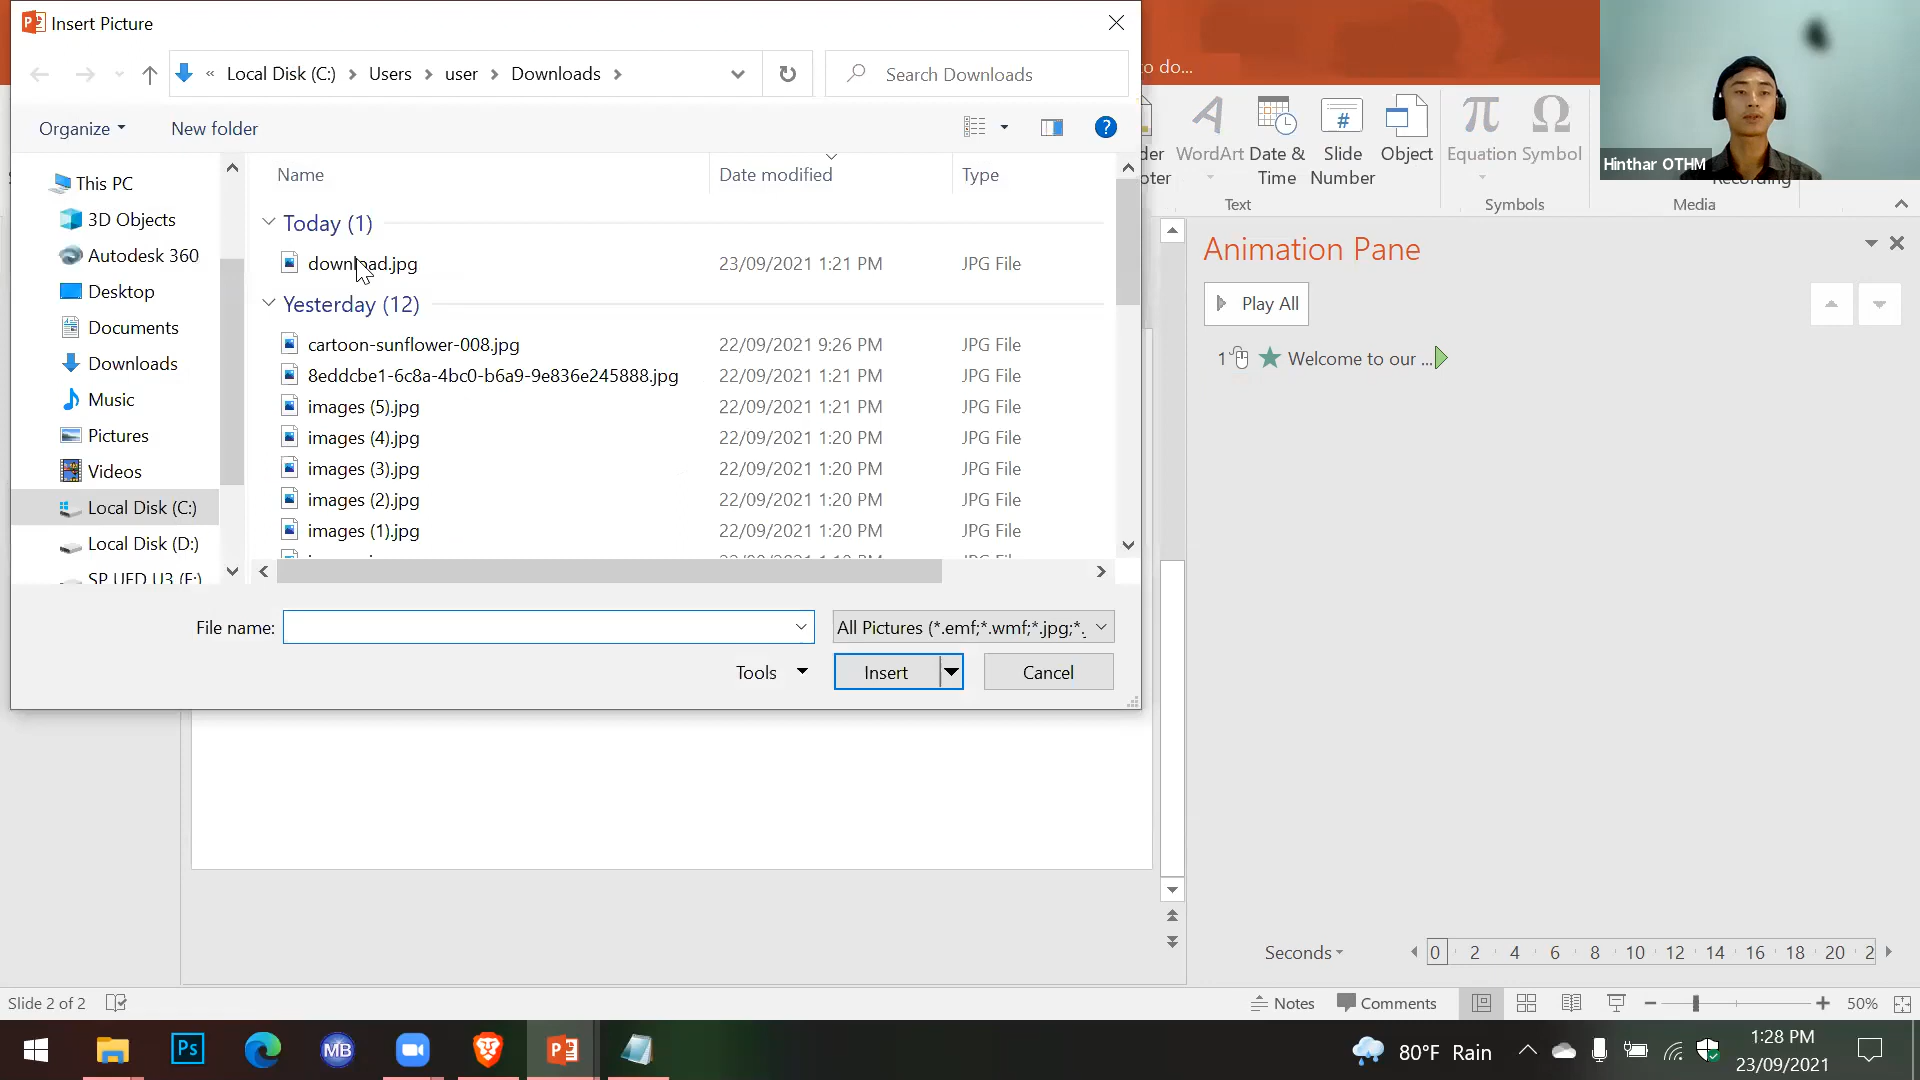 Insert Picture
« Local Disk (C:) > Users > user > Downloads >
Search Downloads
to do...
Organize
New folder
WordArt
Date & Time
Slide Number
Object
Equation
Symbol
Text
Symbols
Media
Hinthar OTHM
This PC
3D Objects
Autodesk 360
Desktop
Documents
Downloads
Music
Pictures
Videos
Local Disk (C:)
Local Disk (D:)
Name Date modified Type
Today (1)
download.jpg 23/09/2021 1:21 PM JPG File
Yesterday (12)
cartoon-sunflower-008.jpg 22/09/2021 9:26 PM JPG File
8eddcbe1-6c8a-4bc0-b6a9-9e836e245888.jpg 22/09/2021 1:21 PM JPG File
images (5).jpg 22/09/2021 1:21 PM JPG File
images (4).jpg 22/09/2021 1:20 PM JPG File
images (3).jpg 22/09/2021 1:20 PM JPG File
images (2).jpg 22/09/2021 1:20 PM JPG File
images (1).jpg 22/09/2021 1:20 PM JPG File
File name:
All Pictures (*.emf;*.wmf;*.jpg;*.
Tools
Insert
Cancel
Animation Pane
Play All
1 Welcome to our ...
Seconds
0 2 4 6 8 10 12 14 16 18 20 2
Slide 2 of 2
Notes
Comments
50%
Ps
MB
80°F Rain
1:28 PM
23/09/2021